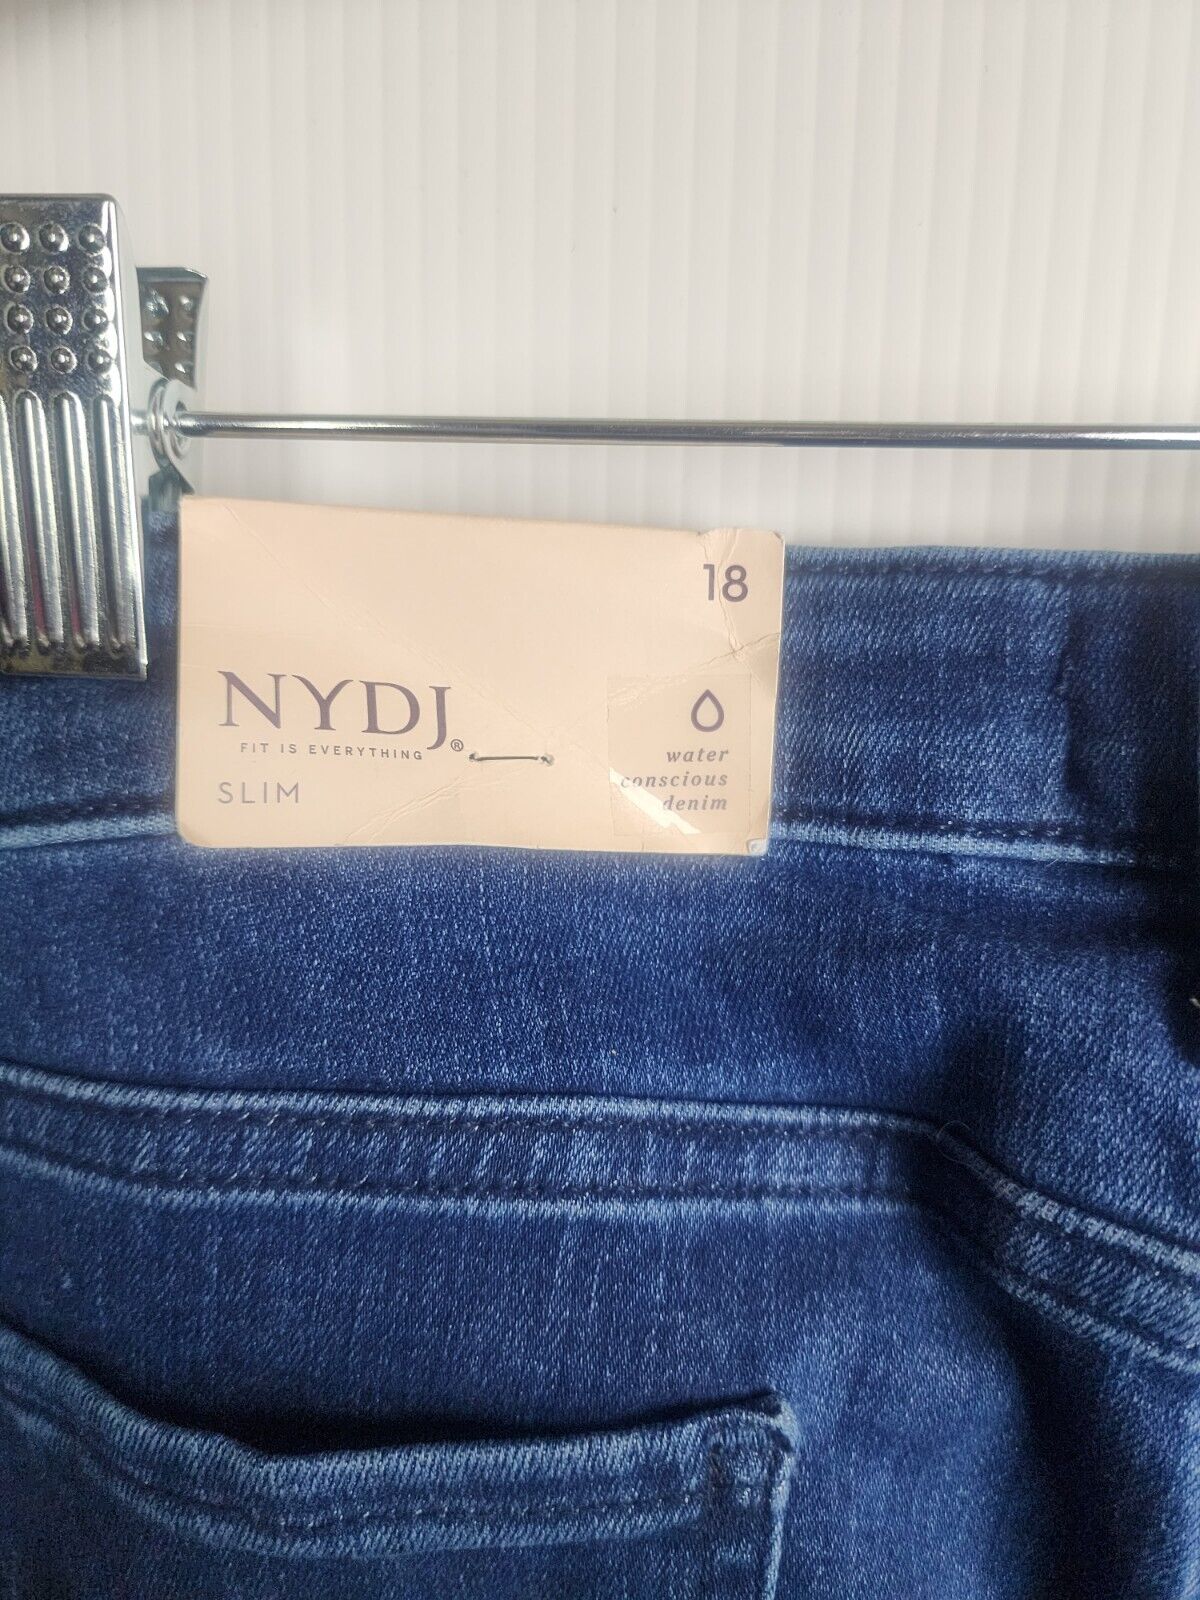 18
NYDJ®
FIT IS EVERYTHING
SLIM
water
conscious
denim